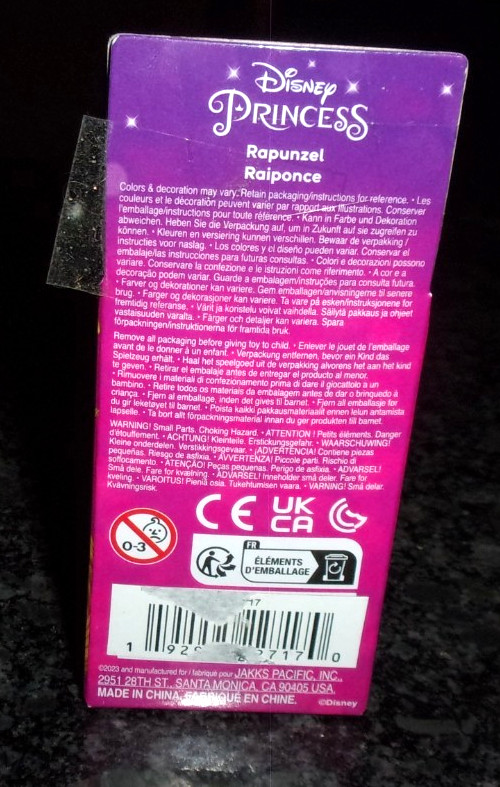 Disney
PRINCESS
Rapunzel
Raiponce
Colors & decoration may vary. Retain packaging/instructions for reference. • Les
couleurs et le décoration peuvent varier par rapport aux illustrations. Conserver
l'emballage/instructions pour toute référence. • Kann in Farbe und Dekoration
abweichen. Heben Sie die Verpackung auf, um in Zukunft auf sie zugreifen zu
können. • Kleuren en versiering kunnen verschillen. Bewaar de verpakking /
instructies voor naslag. • Los colores y el diseño pueden variar. Conservar el
embalaje/las instrucciones para futuras consultas. • Colori e decorazioni possono
variare. Conservare la confezione e le istruzioni come riferimento. • A cor e a
decoração podem variar. Guarde a embalagem/instruções para consulta futura.
• Farver og dekorationer kan variere. Gem emballagen/anvisningerne til senere
brug. • Farger og dekorasjoner kan variere. Ta vare på esken/instruksjonene for
fremtidig referanse. • Värit ja koristelu voivat vaihdella. Säilytä pakkaus ja ohjeet
vastaisuuden varalta. • Färger och detaljer kan variera. Spara
förpackningen/instruktionerna för framtida bruk.
Remove all packaging before giving toy to child. • Enlever le jouet de l'emballage
avant de le donner à un enfant. • Verpackung entfernen, bevor ein Kind das
Spielzeug erhält. • Haal het speelgoed uit de verpakking alvorens het aan het kind
te geven. • Retirar el embalaje antes de entregar el producto al menor.
• Rimuovere i materiali di confezionamento prima di dare il giocattolo a un
bambino. • Retire todos os materiais da embalagem antes de dar o brinquedo à
criança. • Fjern al emballage, inden det gives til barnet. • Fjern all emballasje før
du gir leketøyet til barnet. • Poista kaikki pakkausmateriaalit ennen lelun antamista
lapselle. • Ta bort allt förpackningsmaterial innan du ger produkten till barnet.
WARNING! Small Parts. Choking Hazard. • ATTENTION ! Petits éléments. Danger
d'étouffement. • ACHTUNG! Kleinteile. Erstickungsgefahr. • WAARSCHUWING!
Kleine onderdelen. Verstikkingsgevaar. • ¡ADVERTENCIA! Contiene piezas
pequeñas. Riesgo de asfixia. • AVVERTENZA! Piccole parti. Rischio di
soffocamento. • ATENÇÃO! Peças pequenas. Perigo de asfixia. • ADVARSEL!
Små dele. Fare for kvælning. • ADVARSEL! Inneholder små deler. Fare for
kveling. • VAROITUS! Pieniä osia. Tukehtumisen vaara. • VARNING! Små delar.
Kvävningsrisk.
CE UK
CA
0-3
FR
ÉLÉMENTS
D'EMBALLAGE
17
1 92 2717 0
©2023 and manufactured for / fabriqué pour JAKKS PACIFIC, INC.
2951 28TH ST., SANTA MONICA, CA 90405 USA.
MADE IN CHINA. FABRIQUÉ EN CHINE.
©Disney